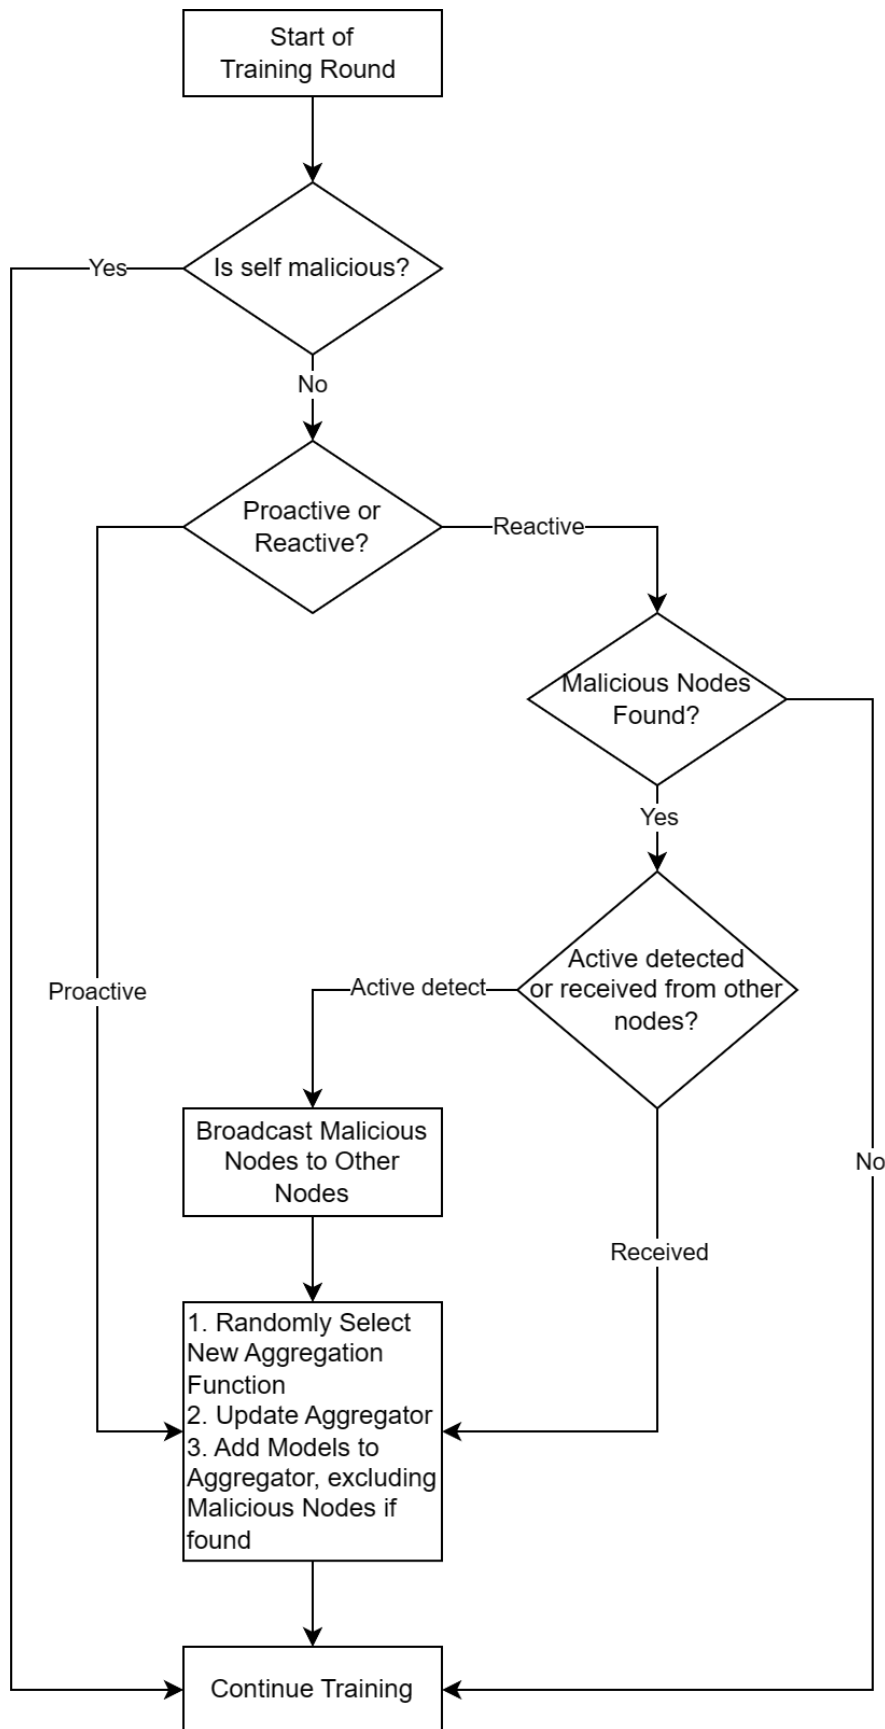 Start of
Training Round
Is self malicious?
Yes
No
Proactive or
Reactive?
Reactive
Malicious Nodes
Found?
Yes
Active detected
or received from other
nodes?
Active detect
Proactive
Broadcast Malicious
Nodes to Other
Nodes
No
Received
1. Randomly Select
New Aggregation
Function
2. Update Aggregator
3. Add Models to
Aggregator, excluding
Malicious Nodes if
found
Continue Training